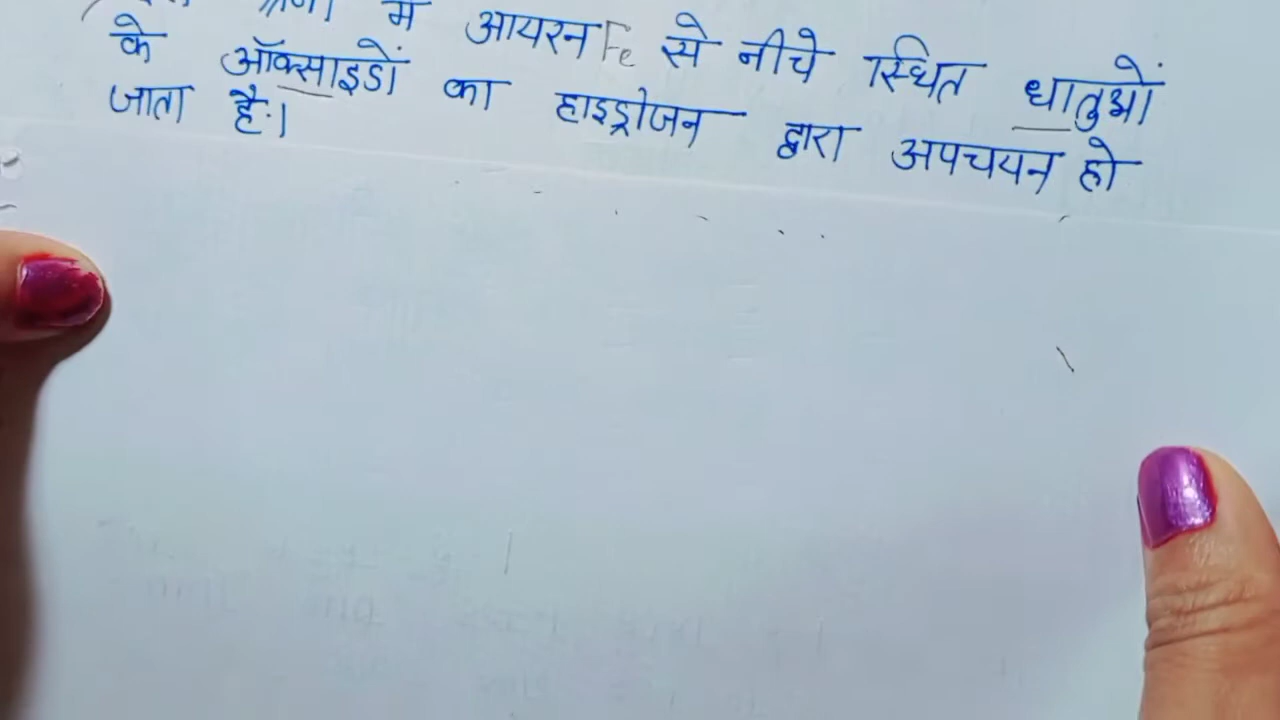 में आयरन Fe से नीचे स्थित धातुओं
के ऑक्साइडों का हाइड्रोजन द्वारा अपचयन हो
जाता है।